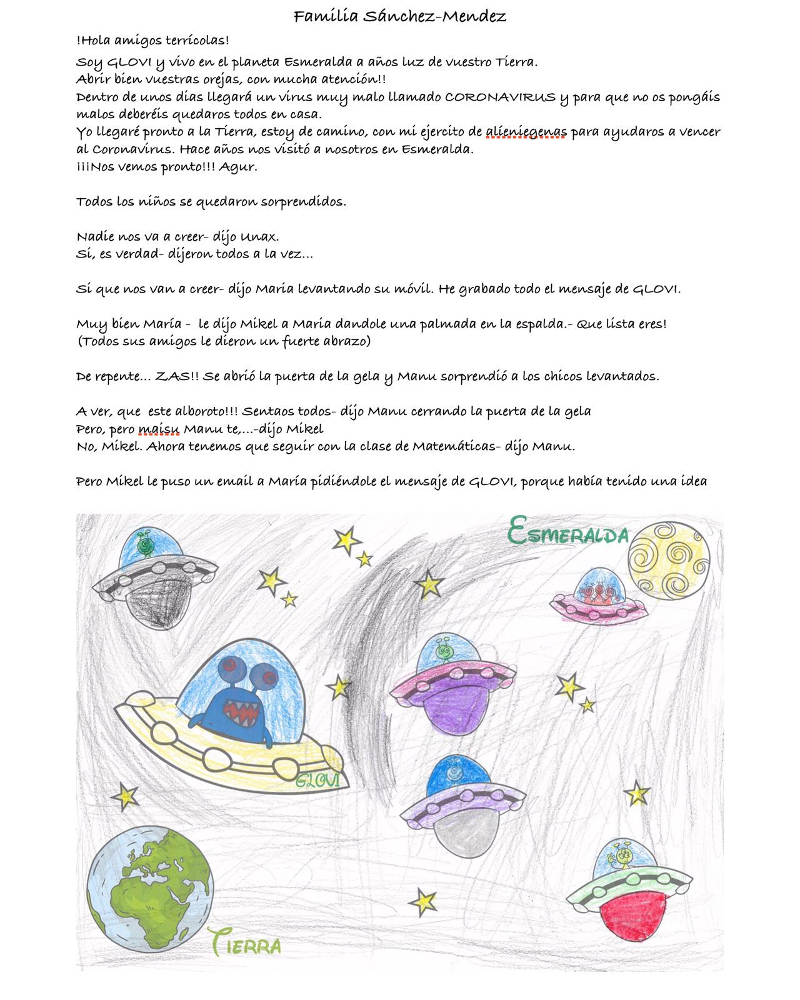 Familia Sánchez-Mendez
!Hola amigos terrícolas!
Soy GLOVI y vivo en el planeta Esmeralda a años luz de vuestro Tierra.
Abrir bien vuestras orejas, con mucha atención!!
Dentro de unos días llegará un virus muy malo llamado CORONAVIRUS y para que no os pongáis
malos deberéis quedaros todos en casa.
Yo llegaré pronto a la Tierra, estoy de camino, con mi ejercito de alieniegenas para ayudaros a vencer
al Coronavirus. Hace años nos visitó a nosotros en Esmeralda.
¡¡¡Nos vemos pronto!!! Agur.
Todos los niños se quedaron sorprendidos.
Nadie nos va a creer- dijo Unax.
Si, es verdad- dijeron todos a la vez...
Si que nos van a creer- dijo Maria levantando su móvil. He grabado todo el mensaje de GLOVI.
Muy bien María - le dijo Mikel a Maria dandole una palmada en la espalda.- Que lista eres!
(Todos sus amigos le dieron un fuerte abrazo)
De repente... ZAS!! Se abrió la puerta de la gela y Manu sorprendió a los chicos levantados.
A ver, que este alboroto!!! Sentaos todos- dijo Manu cerrando la puerta de la gela
Pero, pero maisu Manu te,...-dijo Mikel
No, Mikel. Ahora tenemos que seguir con la clase de Matemáticas- dijo Manu.
Pero Mikel le puso un email a María pidiéndole el mensaje de GLOVI, porque había tenido una idea
ESMERALDA
GLOVI
TIERRA